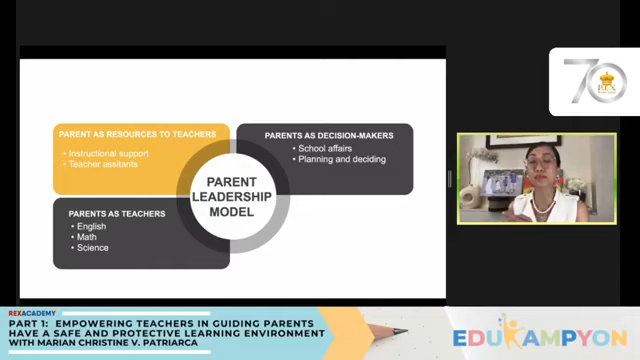 PARENT AS RESOURCES TO TEACHERS
• Instructional support
• Teacher assitants
PARENTS AS DECISION-MAKERS
• School affairs
• Planning and deciding
PARENT
LEADERSHIP
MODEL
PARENTS AS TEACHERS
• English
• Math
• Science
70
REX
REXACADEMY
PART 1: EMPOWERING TEACHERS IN GUIDING PARENTS
HAVE A SAFE AND PROTECTIVE LEARNING ENVIRONMENT
WITH MARIAN CHRISTINE V. PATRIARCA
EDUKAMPYON